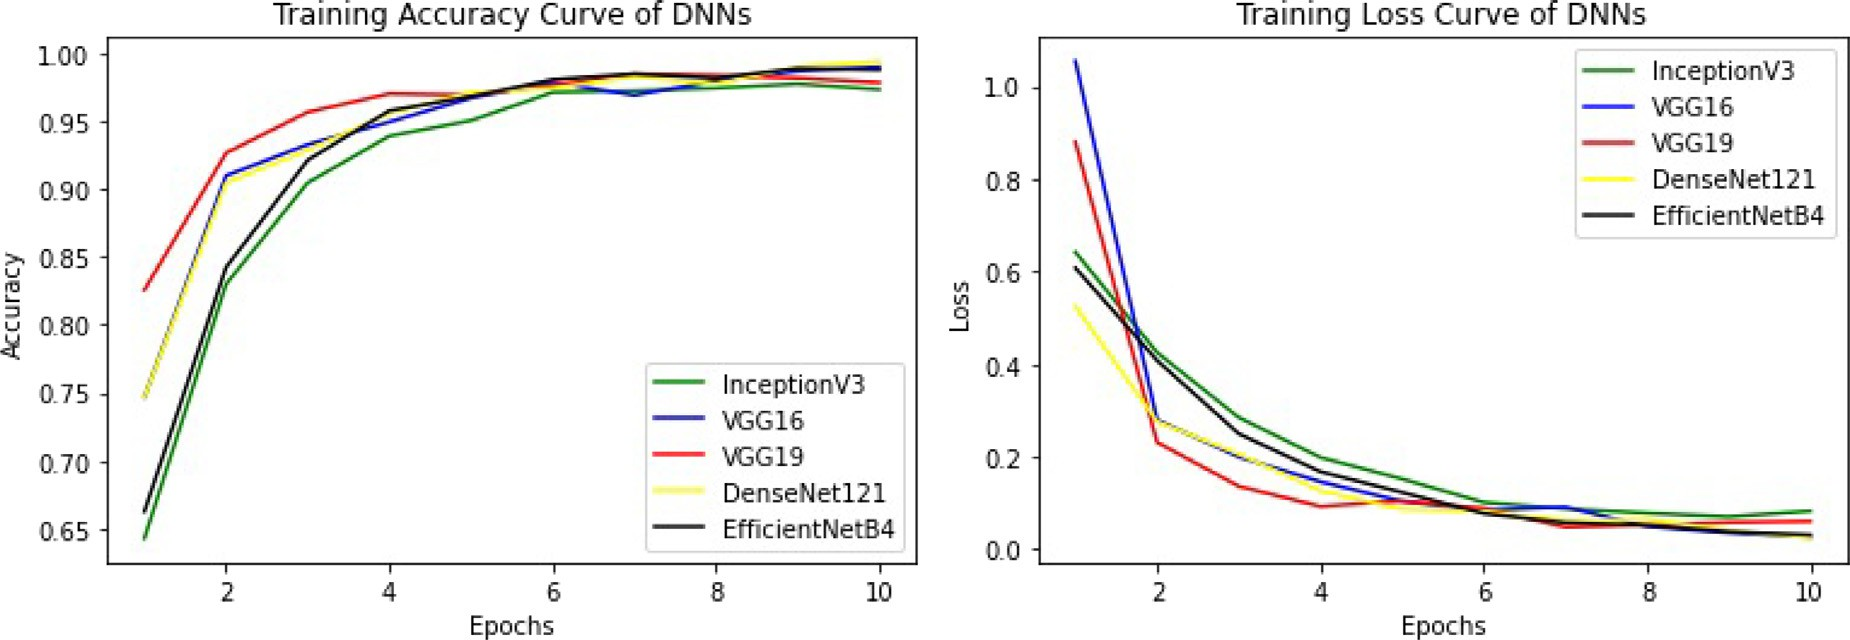 Training Accuracy Curve of DNNs
1.00
0.95
0.90
0.85
0.80
0.75
0.70
0.65
Accuracy
InceptionV3
VGG16
VGG19
DenseNet121
EfficientNetB4
2 4 6 8 10
Epochs
Training Loss Curve of DNNs
1.0
0.8
0.6
0.4
0.2
0.0
Loss
InceptionV3
VGG16
VGG19
DenseNet121
EfficientNetB4
2 4 6 8 10
Epochs